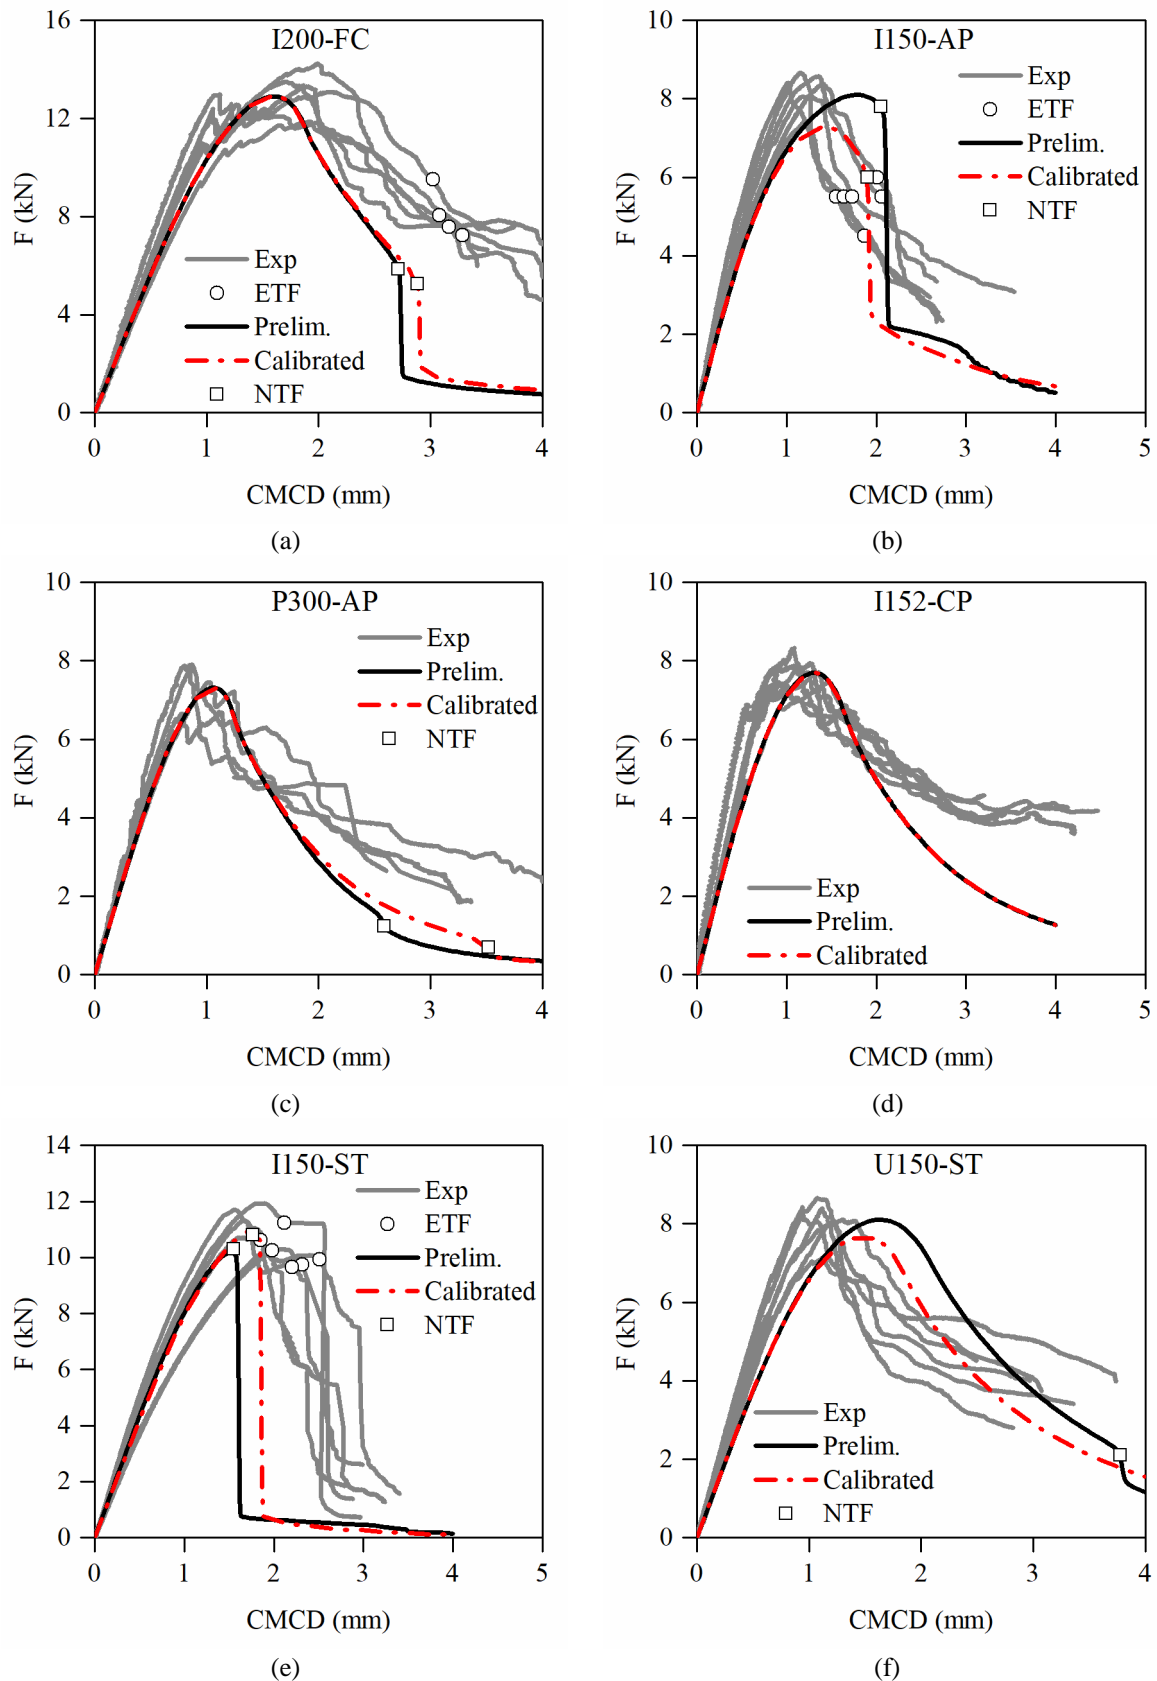 I200-FC
16
12
8
4
0
F (kN)
Exp
ETF
Prelim.
Calibrated
NTF
0 1 2 3 4
CMCD (mm)
(a)
I150-AP
10
8
6
4
2
0
F (kN)
Exp
ETF
Prelim.
Calibrated
NTF
0 1 2 3 4 5
CMCD (mm)
(b)
P300-AP
10
8
6
4
2
0
F (kN)
Exp
Prelim.
Calibrated
NTF
0 1 2 3 4
CMCD (mm)
(c)
I152-CP
10
8
6
4
2
0
F (kN)
Exp
Prelim.
Calibrated
0 1 2 3 4 5
CMCD (mm)
(d)
I150-ST
14
12
10
8
6
4
2
0
F (kN)
Exp
ETF
Prelim.
Calibrated
NTF
0 1 2 3 4 5
CMCD (mm)
(e)
U150-ST
10
8
6
4
2
0
F (kN)
Exp
Prelim.
Calibrated
NTF
0 1 2 3 4
CMCD (mm)
(f)